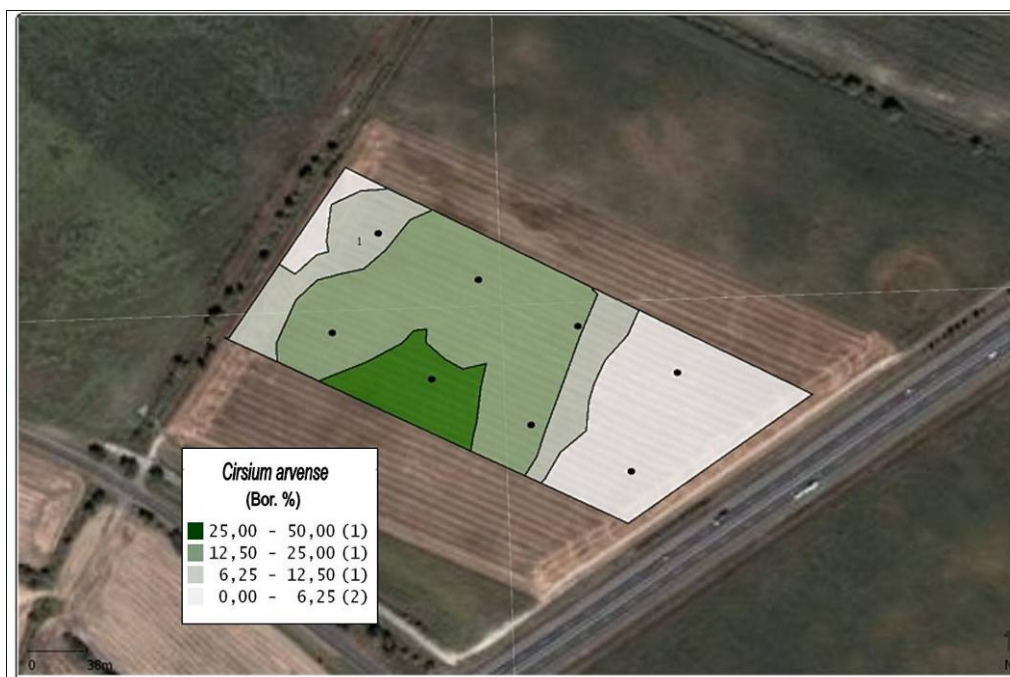 1
2
Cirsium arvense
(Bor. %)
25,00 - 50,00 (1)
12,50 - 25,00 (1)
6,25 - 12,50 (1)
0,00 - 6,25 (2)
0 38m
N